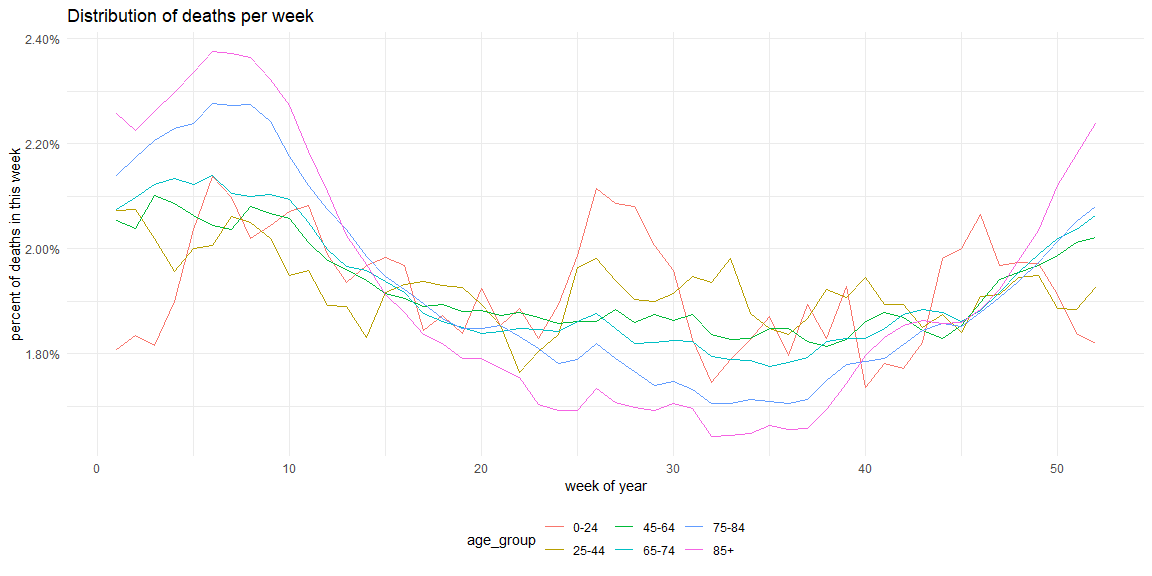 Distribution of deaths per week
percent of deaths in this week
2.40%
2.20%
2.00%
1.80%
0 10 20 30 40 50
week of year
age_group
0-24 45-64 75-84
25-44 65-74 85+